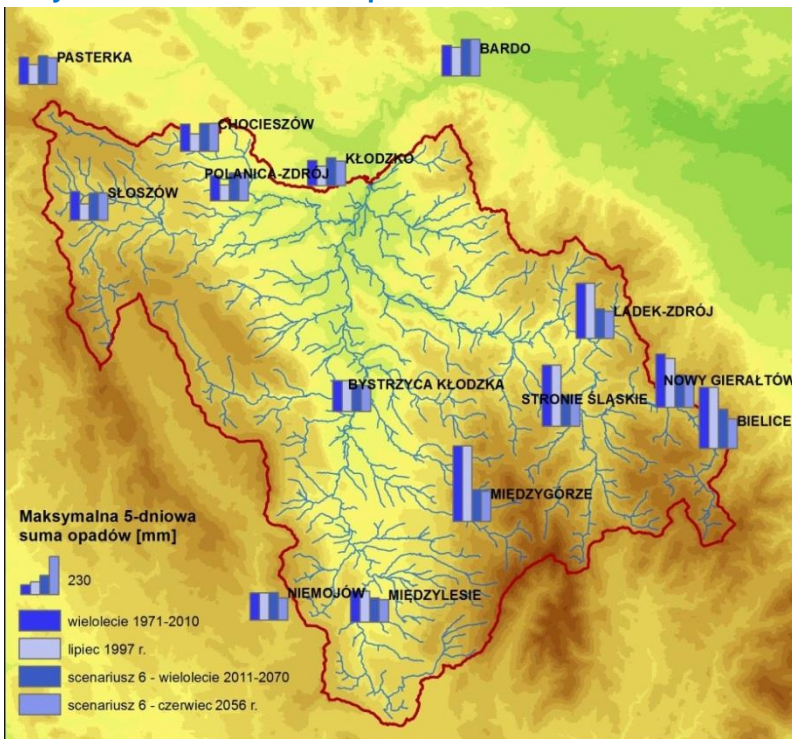 BARDO
PASTERKA
CHOCIESZÓW
KŁODZKO
POLANICA-ZDRÓJ
SŁOSZÓW
LĄDEK-ZDRÓJ
NOWY GIERAŁTÓW
BYSTRZYCA KŁODZKA
STRONIE ŚLĄSKIE
BIELICE
MIĘDZYGÓRZE
Maksymalna 5-dniowa
suma opadów [mm]
230
NIEMOJÓW
MIĘDZYLESIE
wielolecie 1971-2010
lipiec 1997 r.
scenariusz 6 - wielolecie 2011-2070
scenariusz 6 - czerwiec 2056 r.